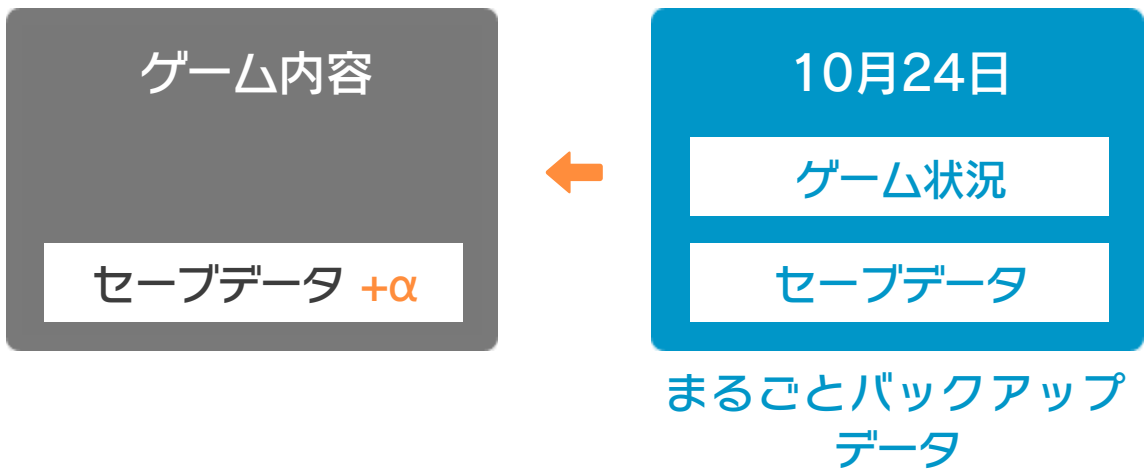 ゲーム内容
セーブデータ +α
10月24日
ゲーム状況
セーブデータ
まるごとバックアップ
データ